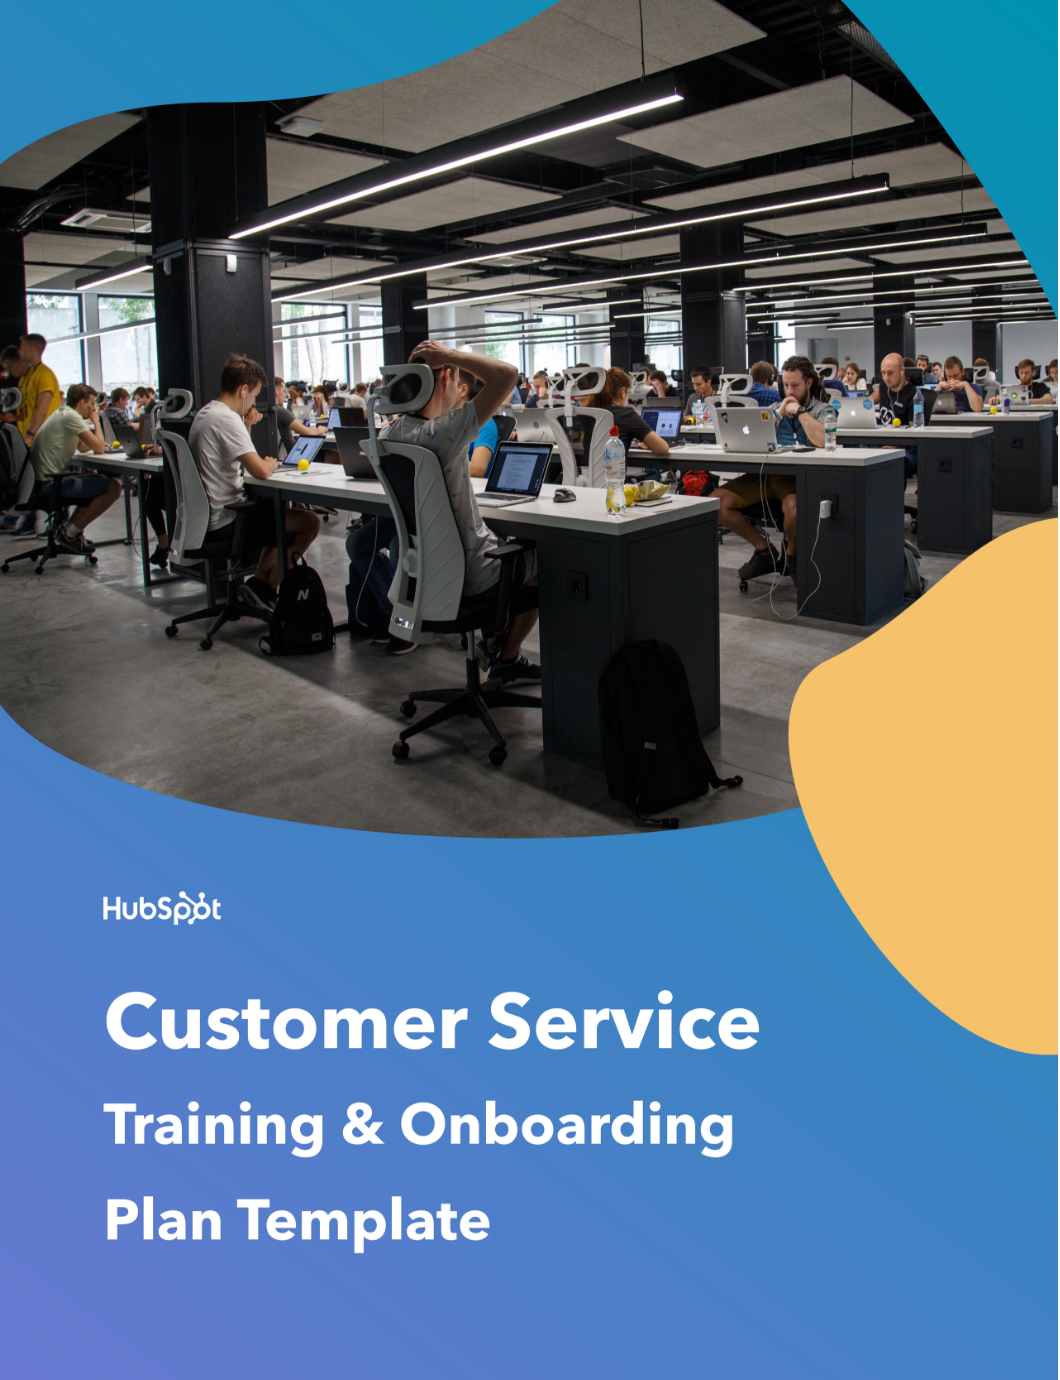 HubSpot
Customer Service
Training & Onboarding
Plan Template